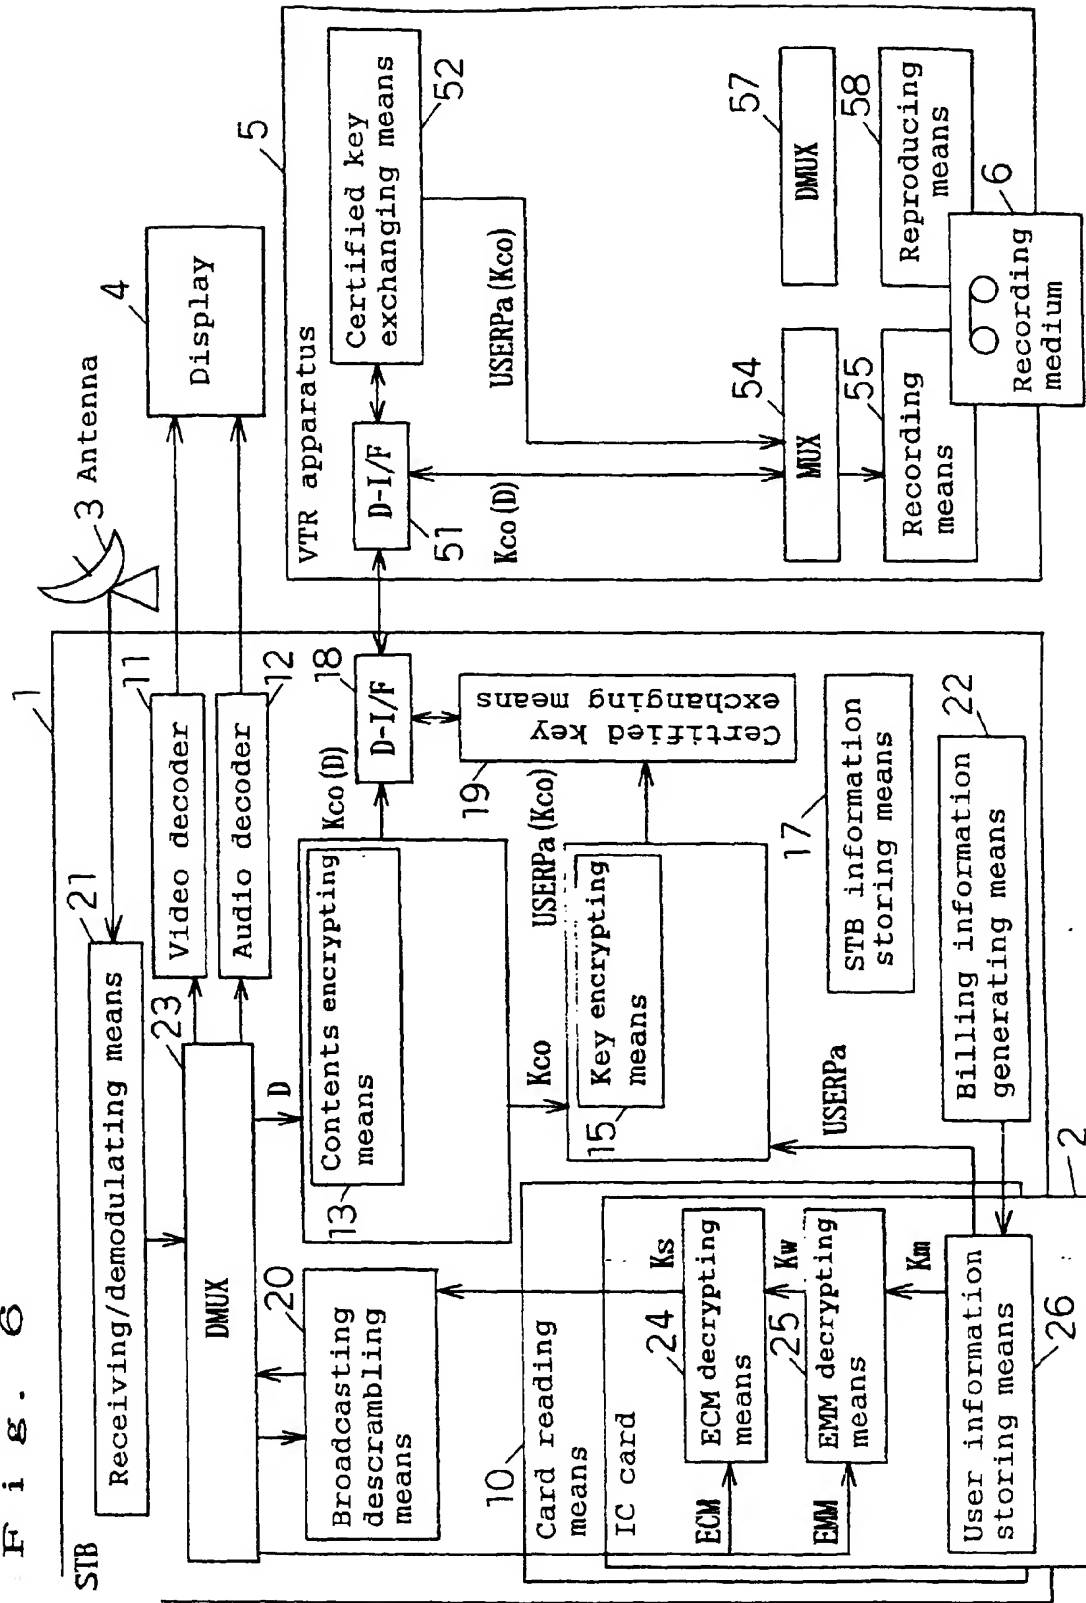 Fig. 6
STB
1
Receiving/demodulating means
21
3 Antenna
4
Display
DMUX
23
Video decoder
11
Audio decoder
12
D
Broadcasting
descrambling
means
20
Contents encrypting
means
13
Kco(D)
D-I/F
18
Certified key
exchanging means
19
Kco
USERPa(Kco)
Key encrypting
means
15
STB information
storing means
17
Billing information
generating means
22
USERPa
10
Card reading
means
IC card
2
ECM
ECM decrypting
means
24
Ks
EMM
EMM decrypting
means
25
Kw
Km
User information
storing means
26
5
VTR apparatus
D-I/F
51
Certified key
exchanging means
52
Kco(D)
USERPa(Kco)
MUX
54
DMUX
57
Recording
means
55
Reproducing
means
58
Recording
medium
6